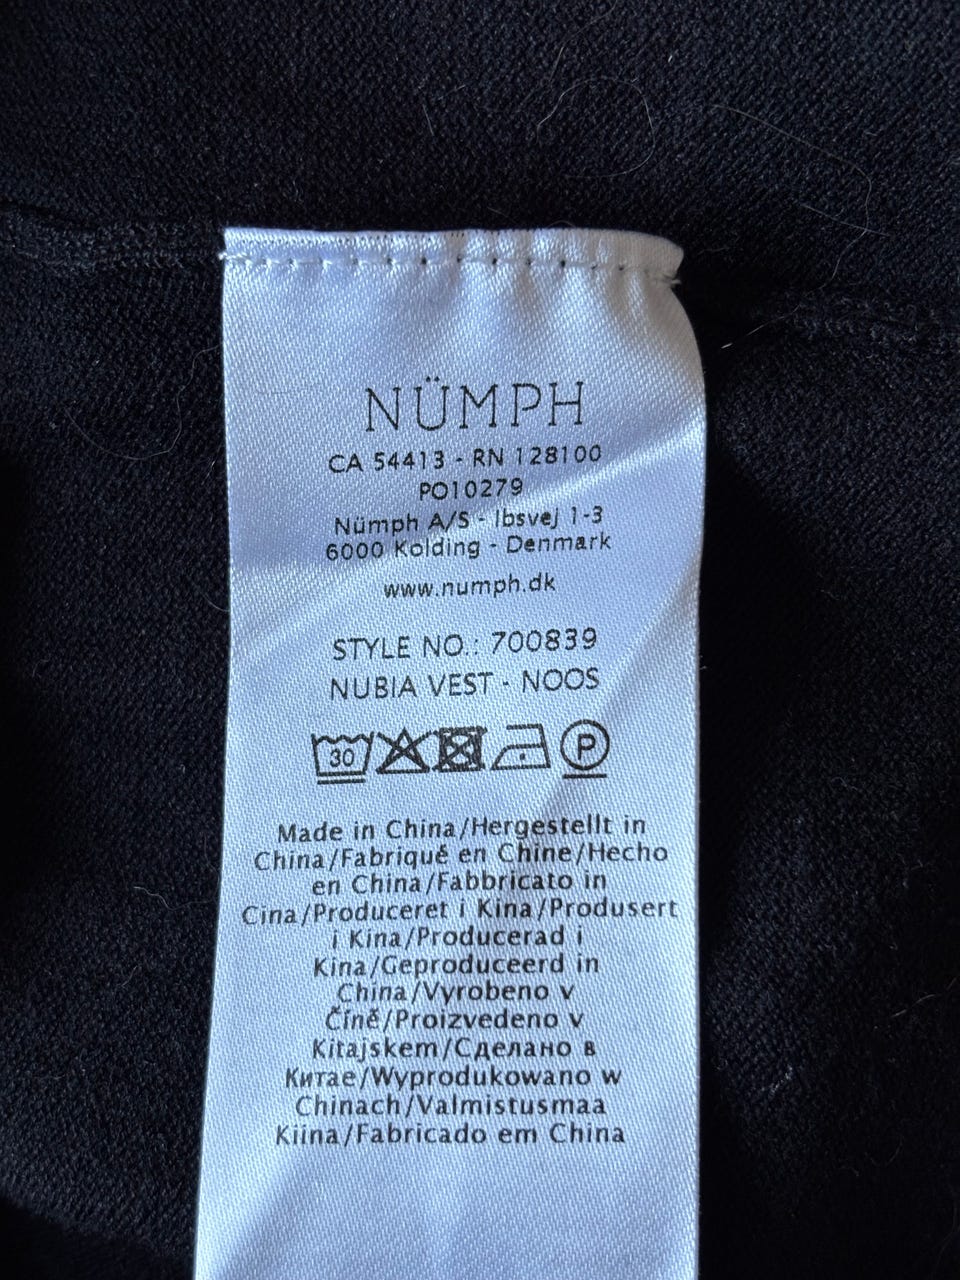 NÜMPH
CA 54413 - RN 128100
PO10279
Nümph A/S - Ibsvej 1-3
6000 Kolding - Denmark
www.numph.dk
STYLE NO.: 700839
NUBIA VEST - NOOS
30 P
Made in China/Hergestellt in
China/Fabriqué en Chine/Hecho
en China/Fabbricato in
Cina/Produceret i Kina/Produsert
i Kina/Producerad i
Kina/Geproduceerd in
China/Vyrobeno v
Číně/Proizvedeno v
Kitajskem/Сделано в
Китае/Wyprodukowano w
Chinach/Valmistusmaa
Kiina/Fabricado em China